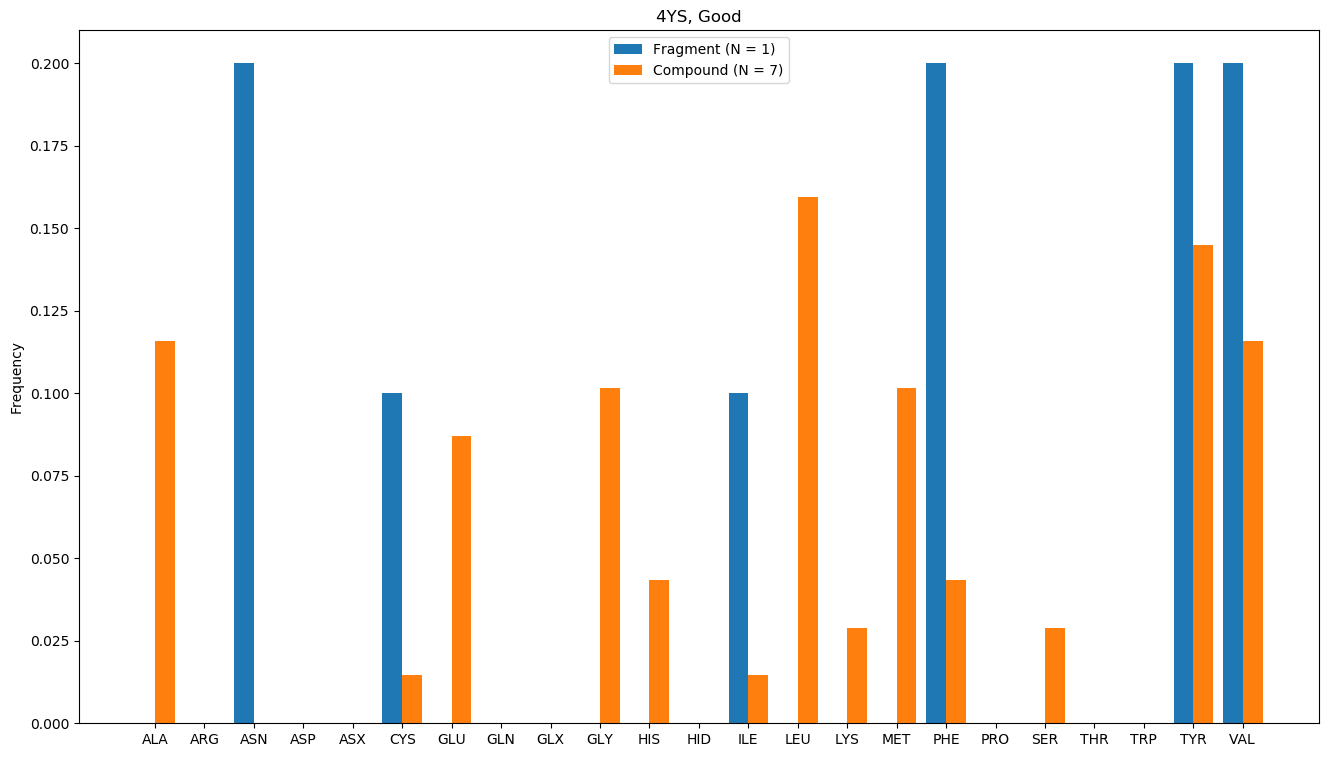 4YS, Good
Fragment (N = 1)
Compound (N = 7)
Frequency
0.200
0.175
0.150
0.125
0.100
0.075
0.050
0.025
0.000
ALA ARG ASN ASP ASX CYS GLU GLN GLX GLY HIS HID ILE LEU LYS MET PHE PRO SER THR TRP TYR VAL